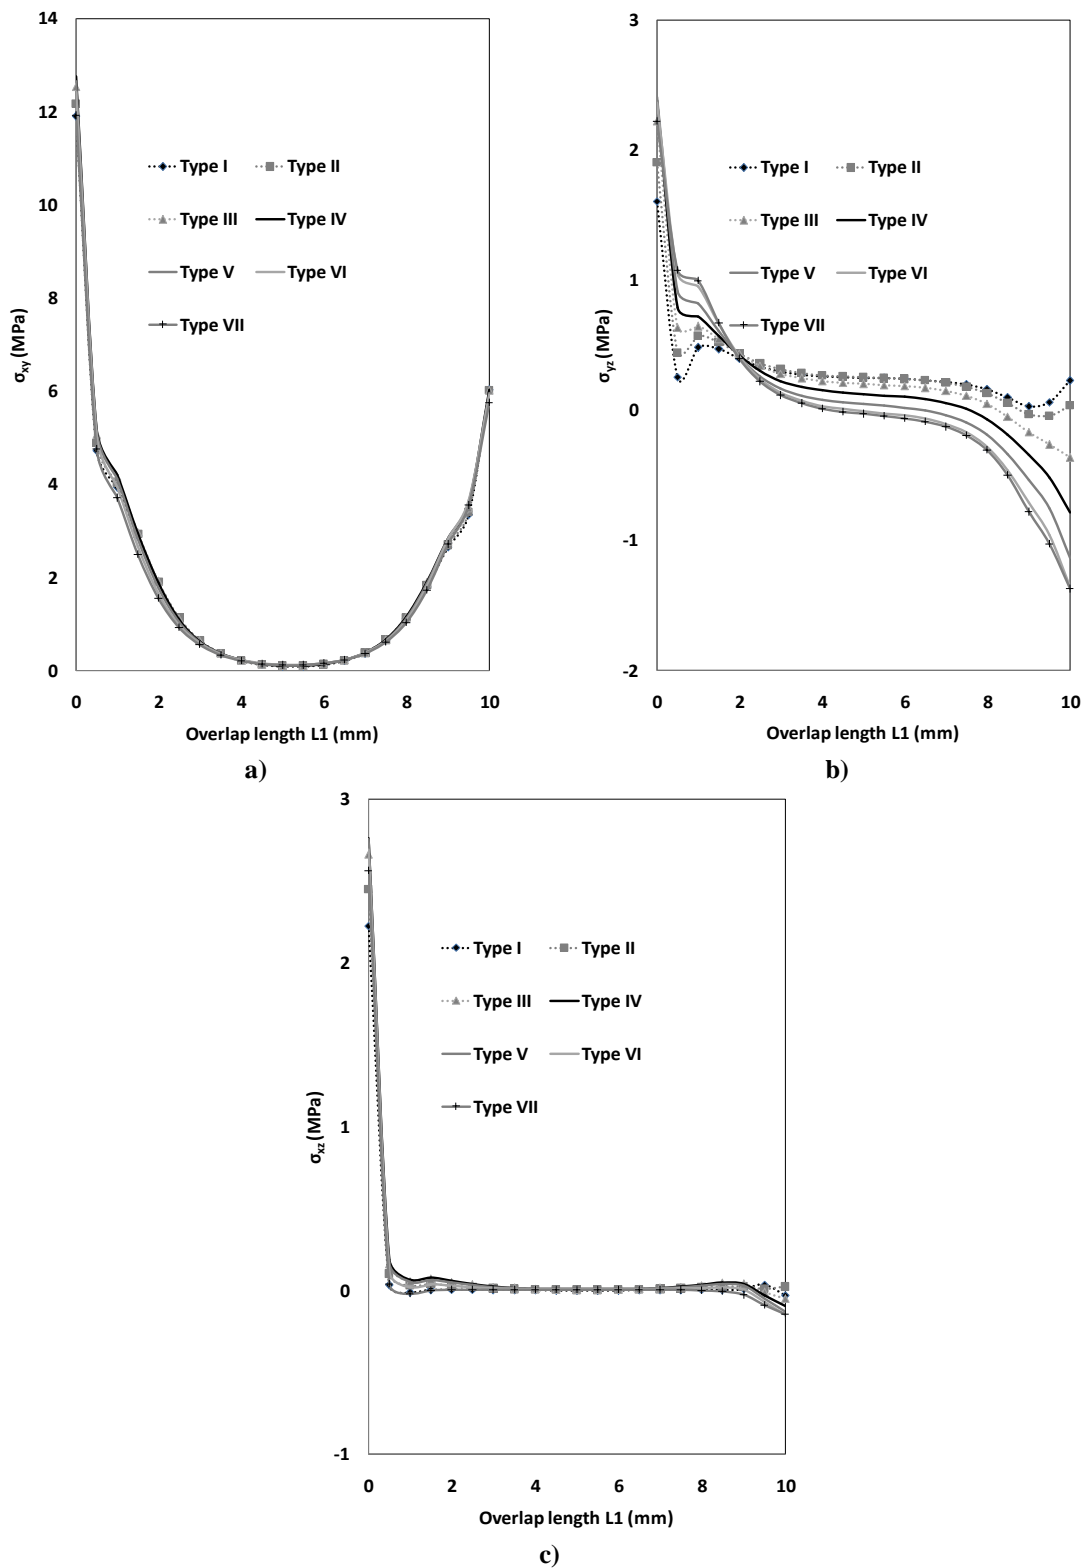 14
12
10
8
6
4
2
0
σxy (MPa)
Type I Type II
Type III Type IV
Type V Type VI
Type VII
0 2 4 6 8 10
Overlap length L1 (mm)
a)
3
2
1
0
-1
-2
σyz (MPa)
Type I Type II
Type III Type IV
Type V Type VI
Type VII
0 2 4 6 8 10
Overlap length L1 (mm)
b)
3
2
1
0
-1
σxz (MPa)
Type I Type II
Type III Type IV
Type V Type VI
Type VII
0 2 4 6 8 10
Overlap length L1 (mm)
c)